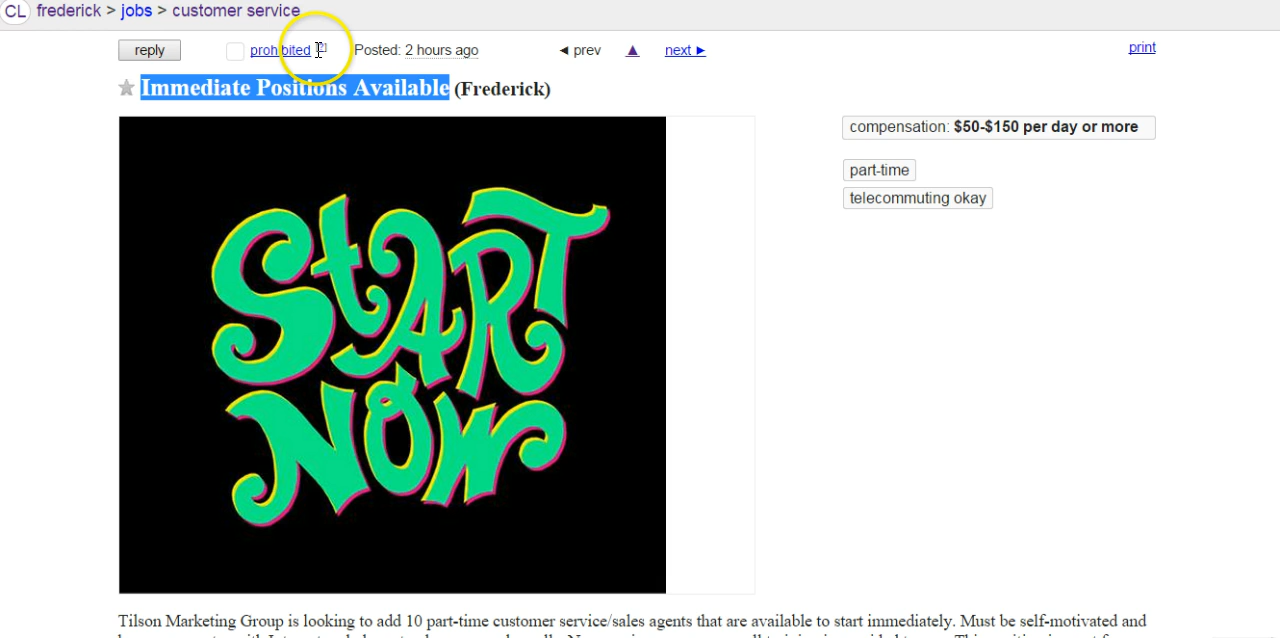 CL frederick > jobs > customer service
reply prohibited [?] Posted: 2 hours ago ◄ prev ▲ next ► print
★ Immediate Positions Available (Frederick)
compensation: $50-$150 per day or more
part-time
telecommuting okay
START
NOW
Tilson Marketing Group is looking to add 10 part-time customer service/sales agents that are available to start immediately. Must be self-motivated and